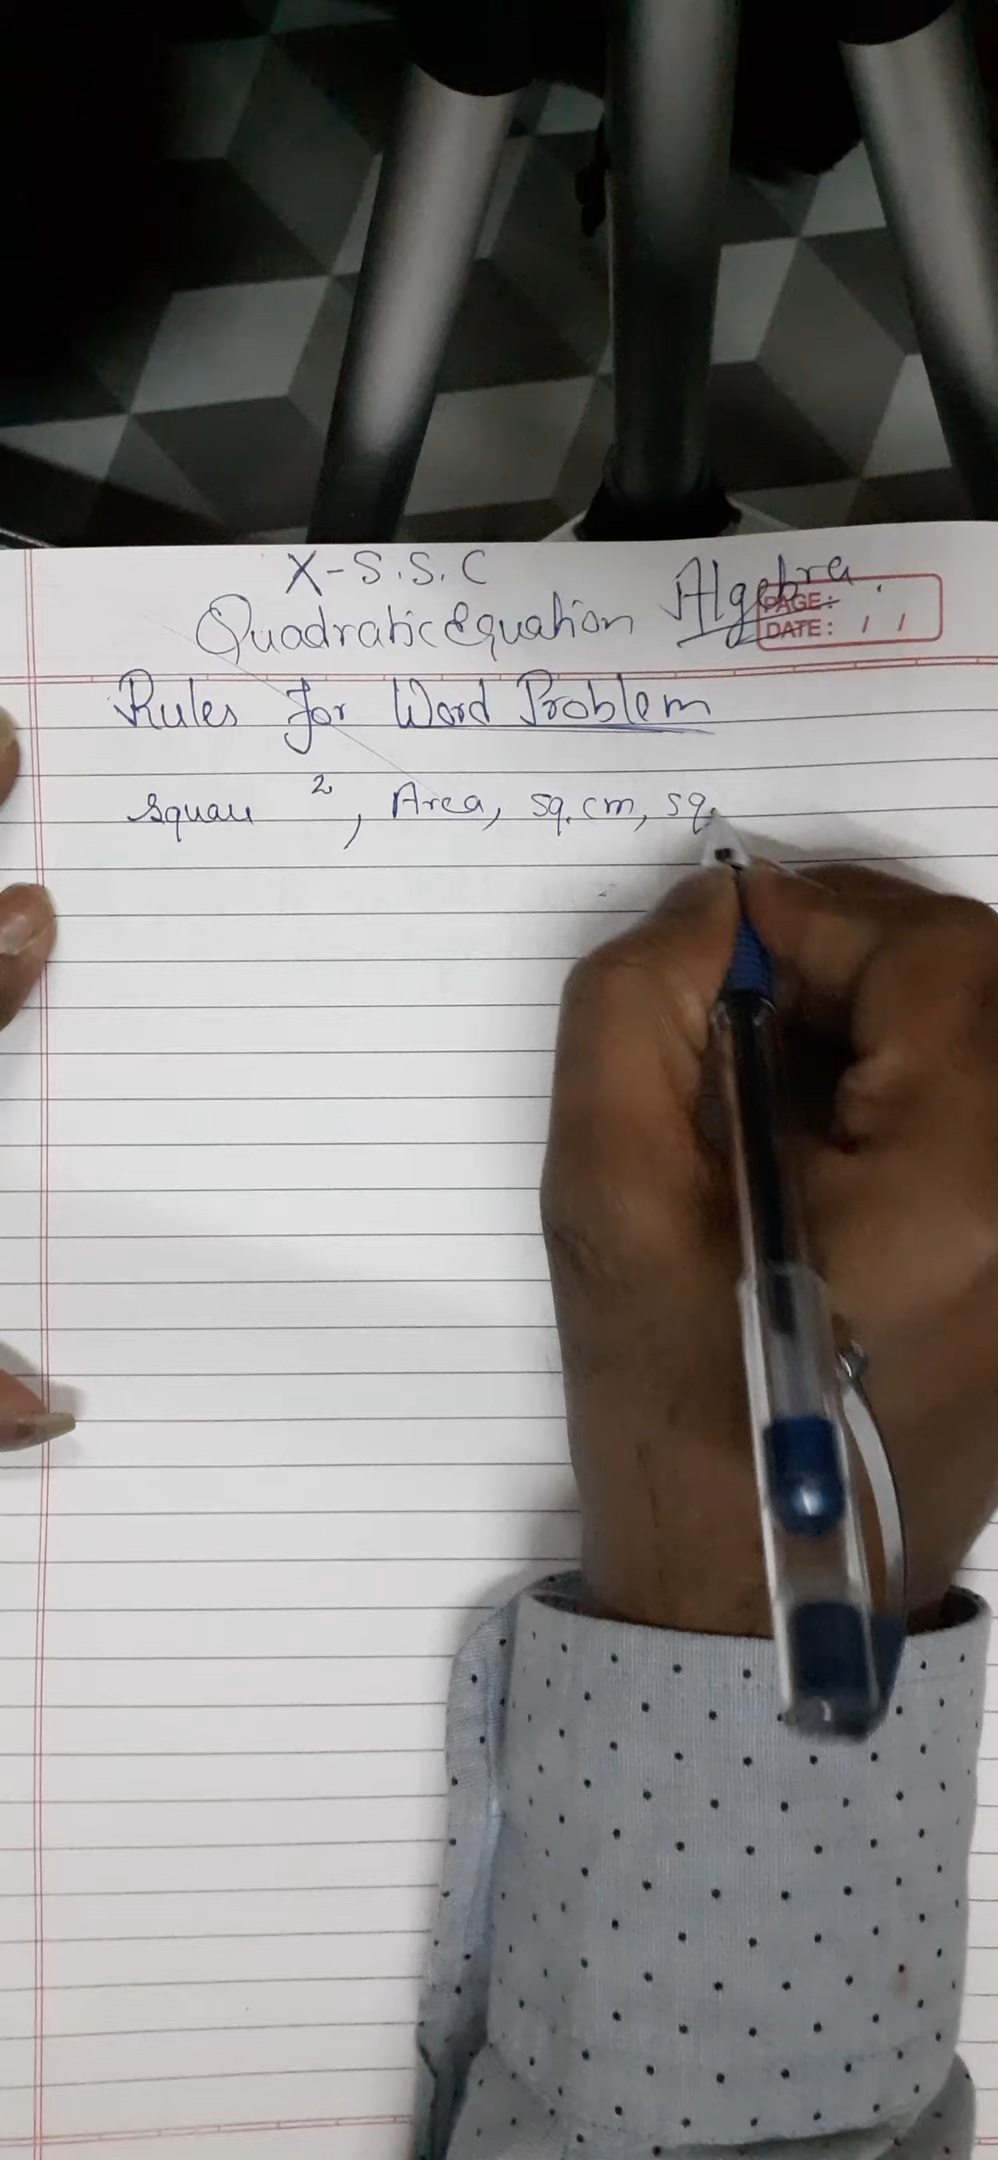 X-S.S.C
Quadratic Equation Algebra
PAGE:
DATE: / /
Rules for Word Problem
square ², Area, sq.cm, sq.